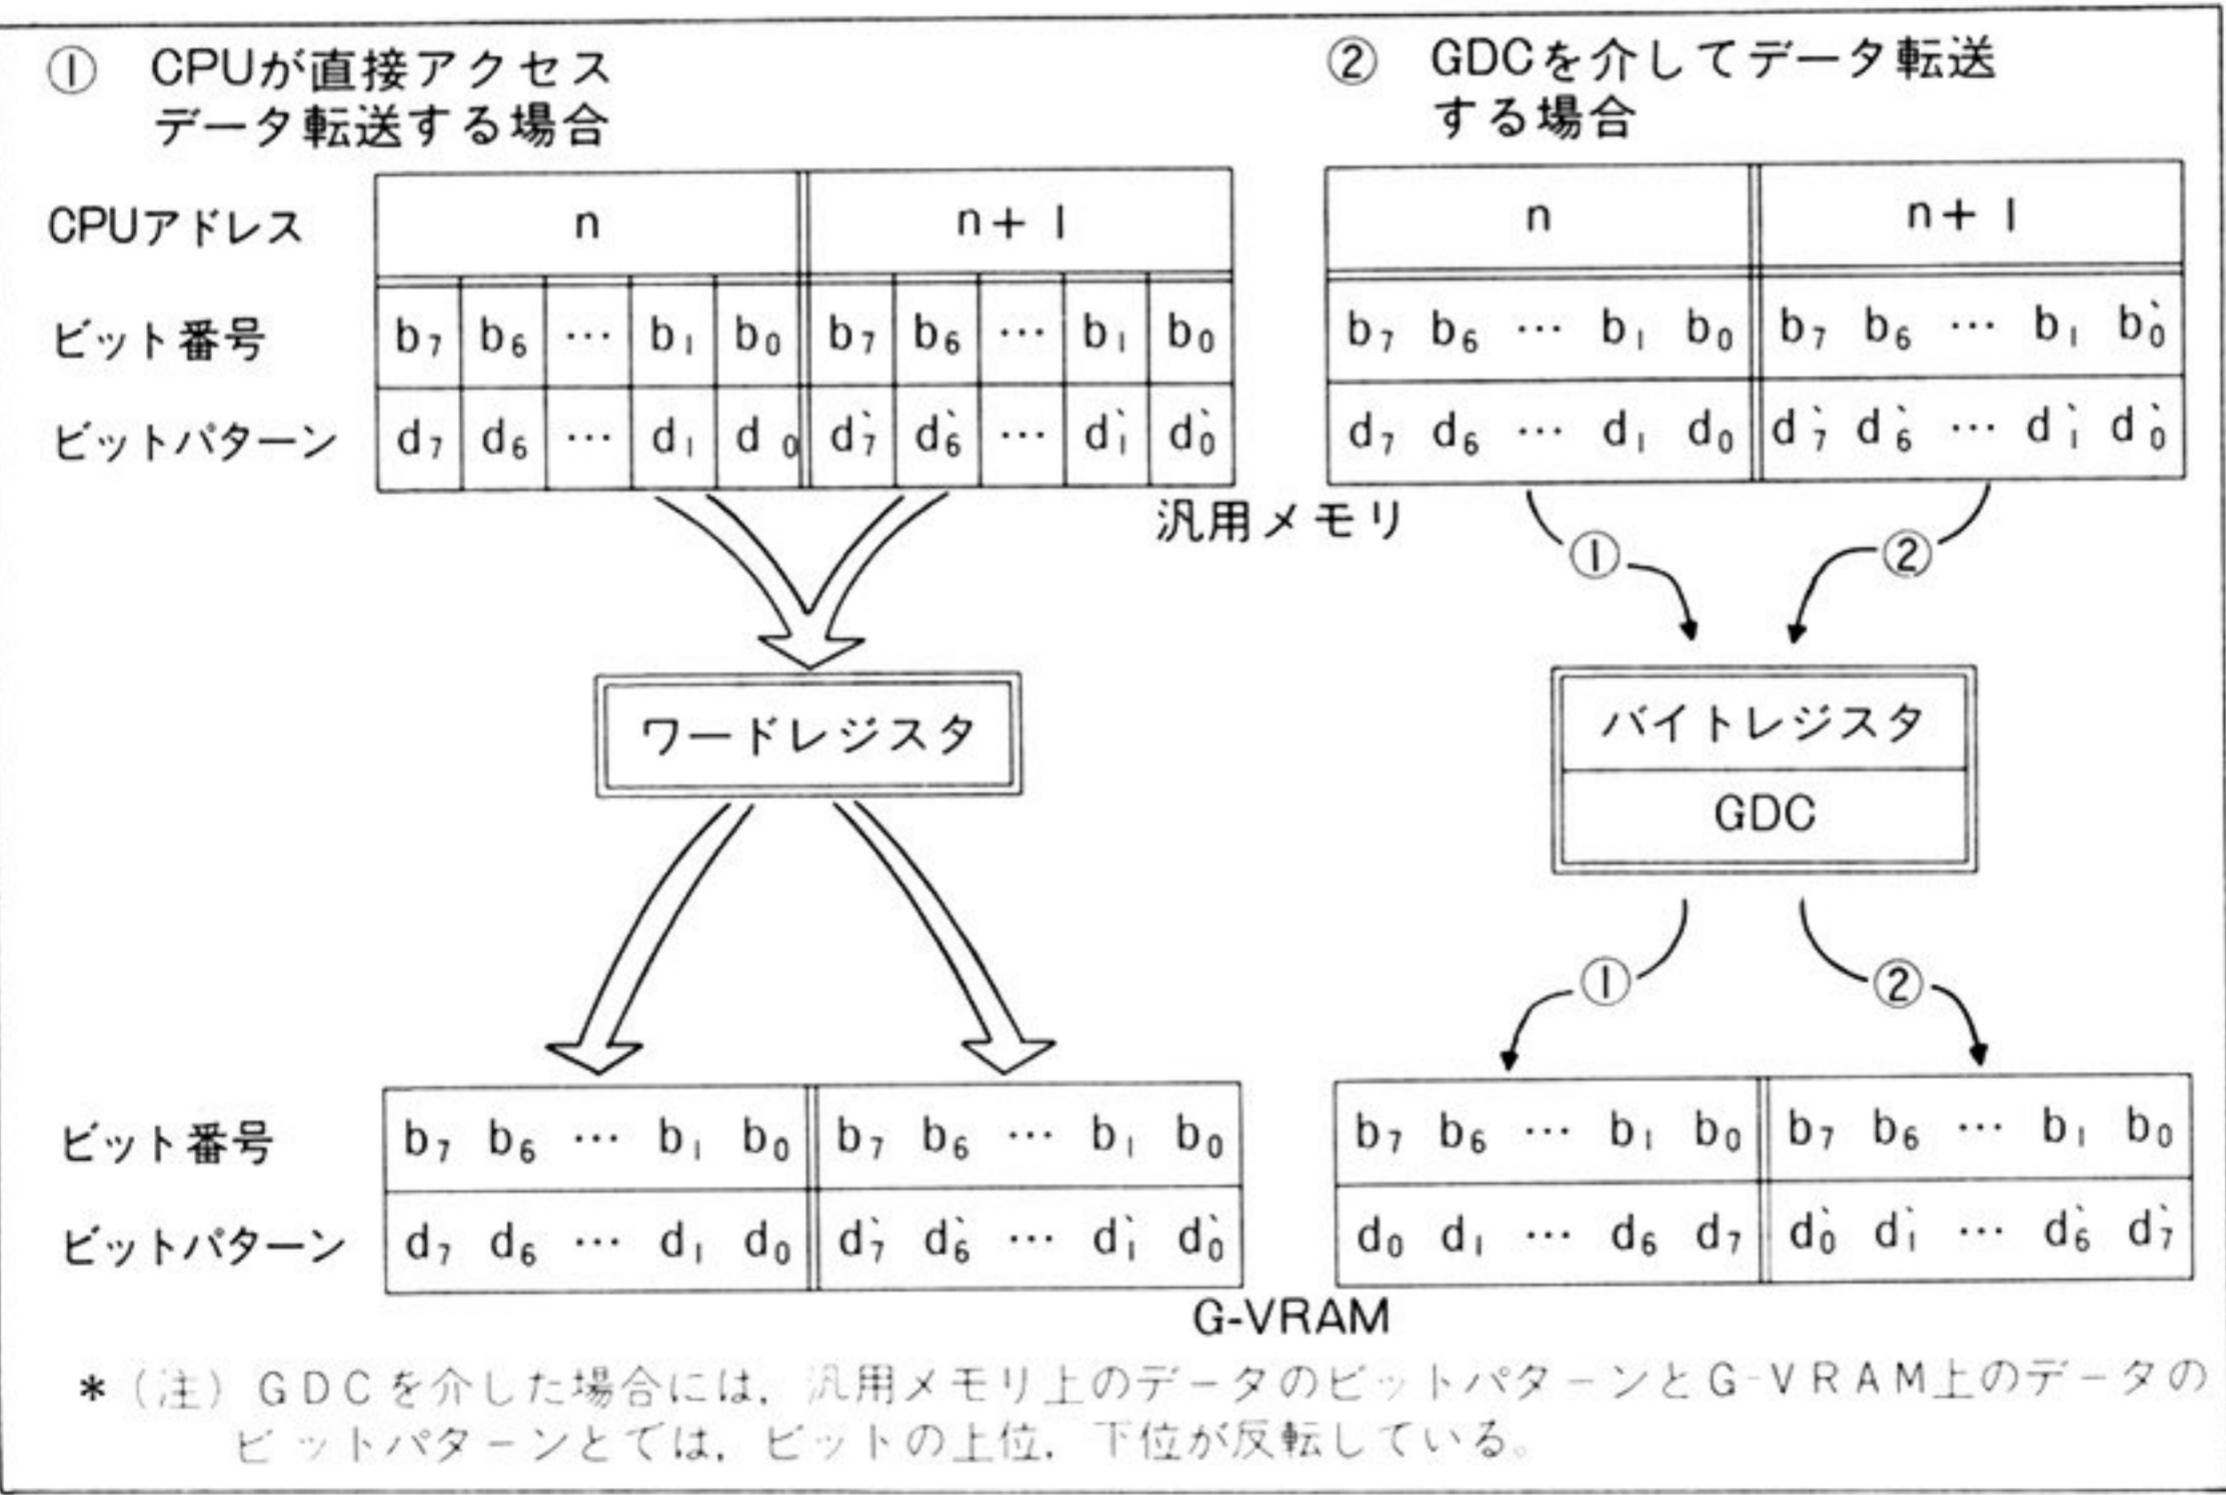 ① CPUが直接アクセス
データ転送する場合
② GDCを介してデータ転送
する場合
CPUアドレス n n+1 n n+1
ビット番号 b₇ b₆ … b₁ b₀ b₇ b₆ … b₁ b₀ b₇ b₆ … b₁ b₀ b₇ b₆ … b₁ b₀`
ビットパターン d₇ d₆ … d₁ d₀ d₇` d₆` … d₁` d₀` d₇ d₆ … d₁ d₀ d₇` d₆` … d₁` d₀`
汎用メモリ
① ②
ワードレジスタ
バイトレジスタ
GDC
① ②
ビット番号 b₇ b₆ … b₁ b₀ b₇ b₆ … b₁ b₀ b₇ b₆ … b₁ b₀ b₇ b₆ … b₁ b₀
ビットパターン d₇ d₆ … d₁ d₀ d₇` d₆` … d₁` d₀` d₀ d₁ … d₆ d₇ d₀` d₁` … d₆` d₇`
G-VRAM
*(注) GDCを介した場合には，汎用メモリ上のデータのビットパターンとG-VRAM上のデータの
ビットパターンとでは，ビットの上位，下位が反転している。